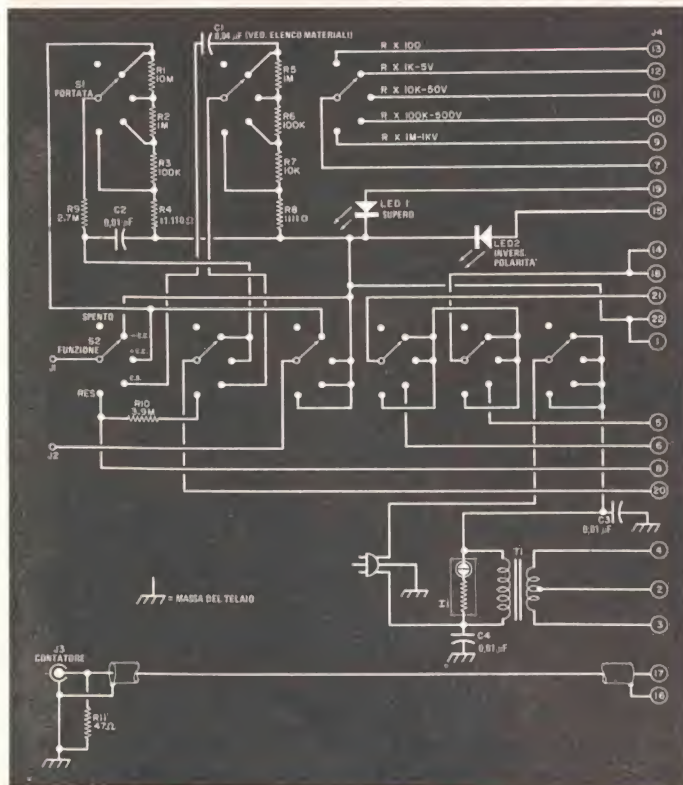 C1
0,04 µF (VED. ELENCO MATERIALI)
J4
S1
PORTATA
R1
10M
R2
1M
R3
100K
R4
11.110Ω
R5
1M
R6
100K
R7
10K
R8
1111Ω
R X 100
13
R X 1K-5V
12
R X 10K-50V
11
R X 100K-500V
10
R X 1M-1KV
9
7
R9
2.7M
C2
0,01 µF
LED 1
SUPERO
19
15
LED 2
INVERS.
POLARITA'
14
18
21
22
1
SPENTO
S2
FUNZIONE
J1
RES
R10
3.9M
5
6
J2
8
20
C3
0,01 µF
I1
T1
4
2
3
C4
0,01 µF
= MASSA DEL TELAIO
J3
CONTATORE
17
16
R11
47Ω